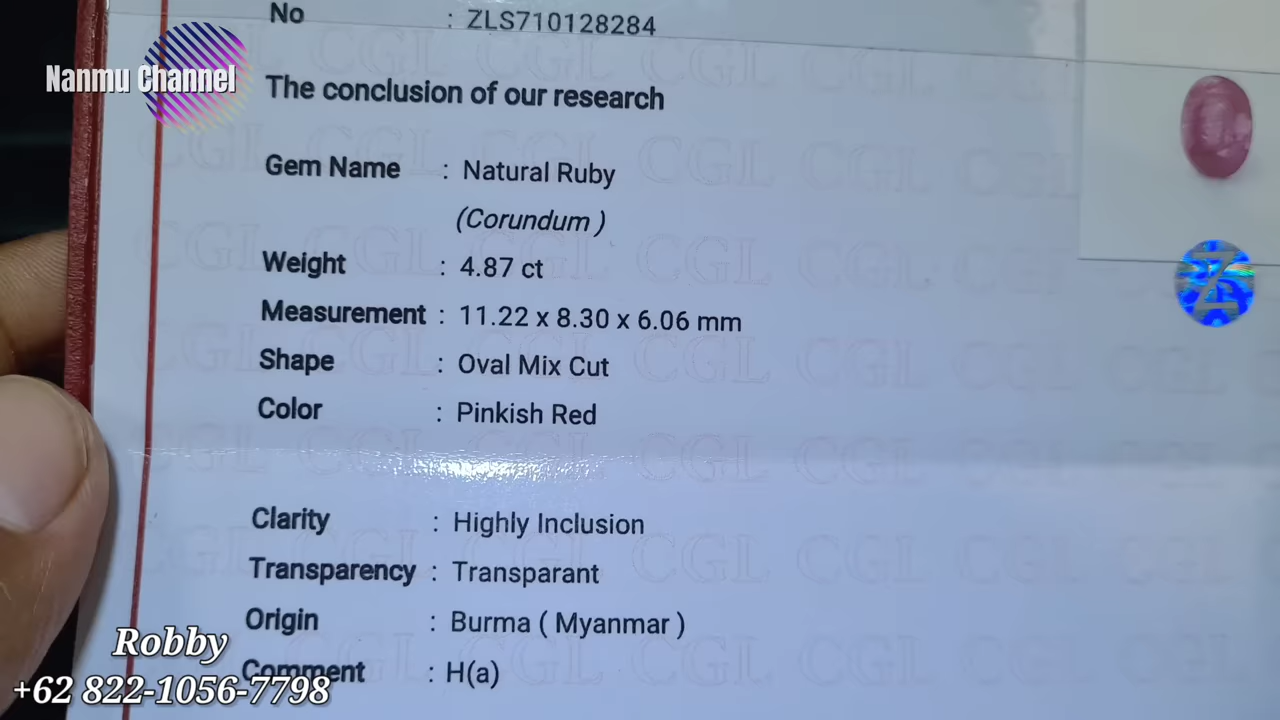 No : ZLS710128284
Nanmu Channel
The conclusion of our research
Gem Name : Natural Ruby
(Corundum )
Weight : 4.87 ct
Measurement : 11.22 x 8.30 x 6.06 mm
Shape : Oval Mix Cut
Color : Pinkish Red
Clarity : Highly Inclusion
Transparency : Transparant
Origin : Burma ( Myanmar )
Comment : H(a)
Robby
+62 822-1056-7798
Z
CGL